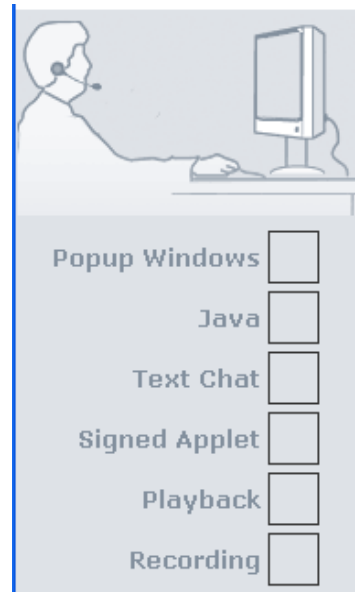 Popup Windows
Java
Text Chat
Signed Applet
Playback
Recording